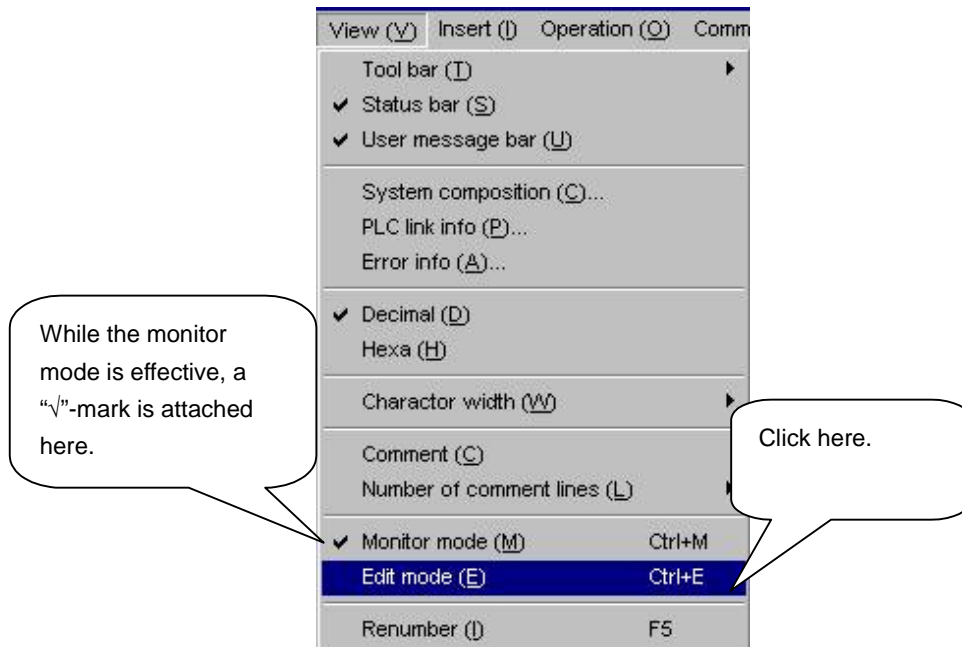 View (V) Insert (I) Operation (O) Comm
Tool bar (T)
✔ Status bar (S)
✔ User message bar (U)
System composition (C)...
PLC link info (P)...
Error info (A)...
✔ Decimal (D)
Hexa (H)
Charactor width (W)
Comment (C)
Number of comment lines (L)
✔ Monitor mode (M) Ctrl+M
Edit mode (E) Ctrl+E
Renumber (I) F5
While the monitor
mode is effective, a
“√”-mark is attached
here.
Click here.